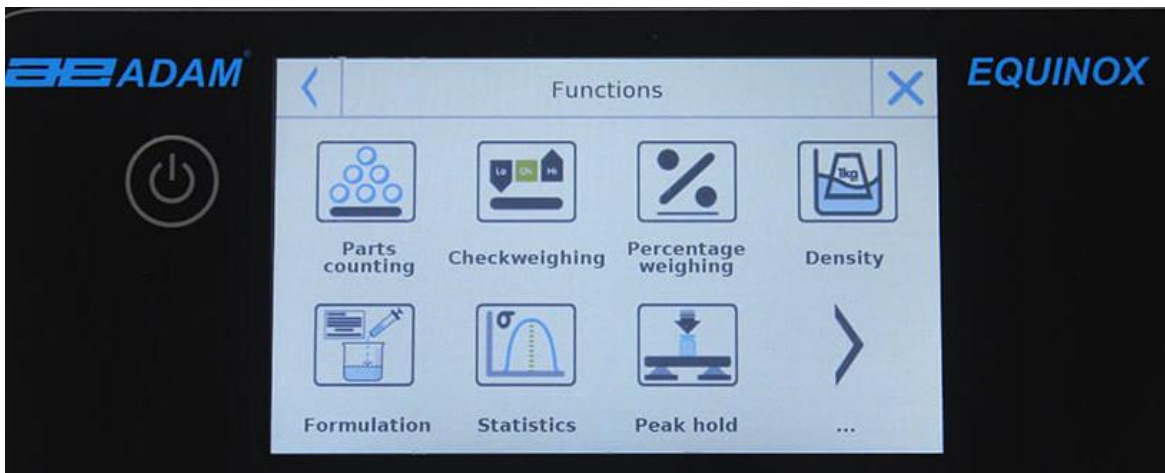 ADAM
EQUINOX
Functions
Lo
Ok
Hi
%
1kg
Parts
counting
Checkweighing
Percentage
weighing
Density
σ
Formulation
Statistics
Peak hold
...